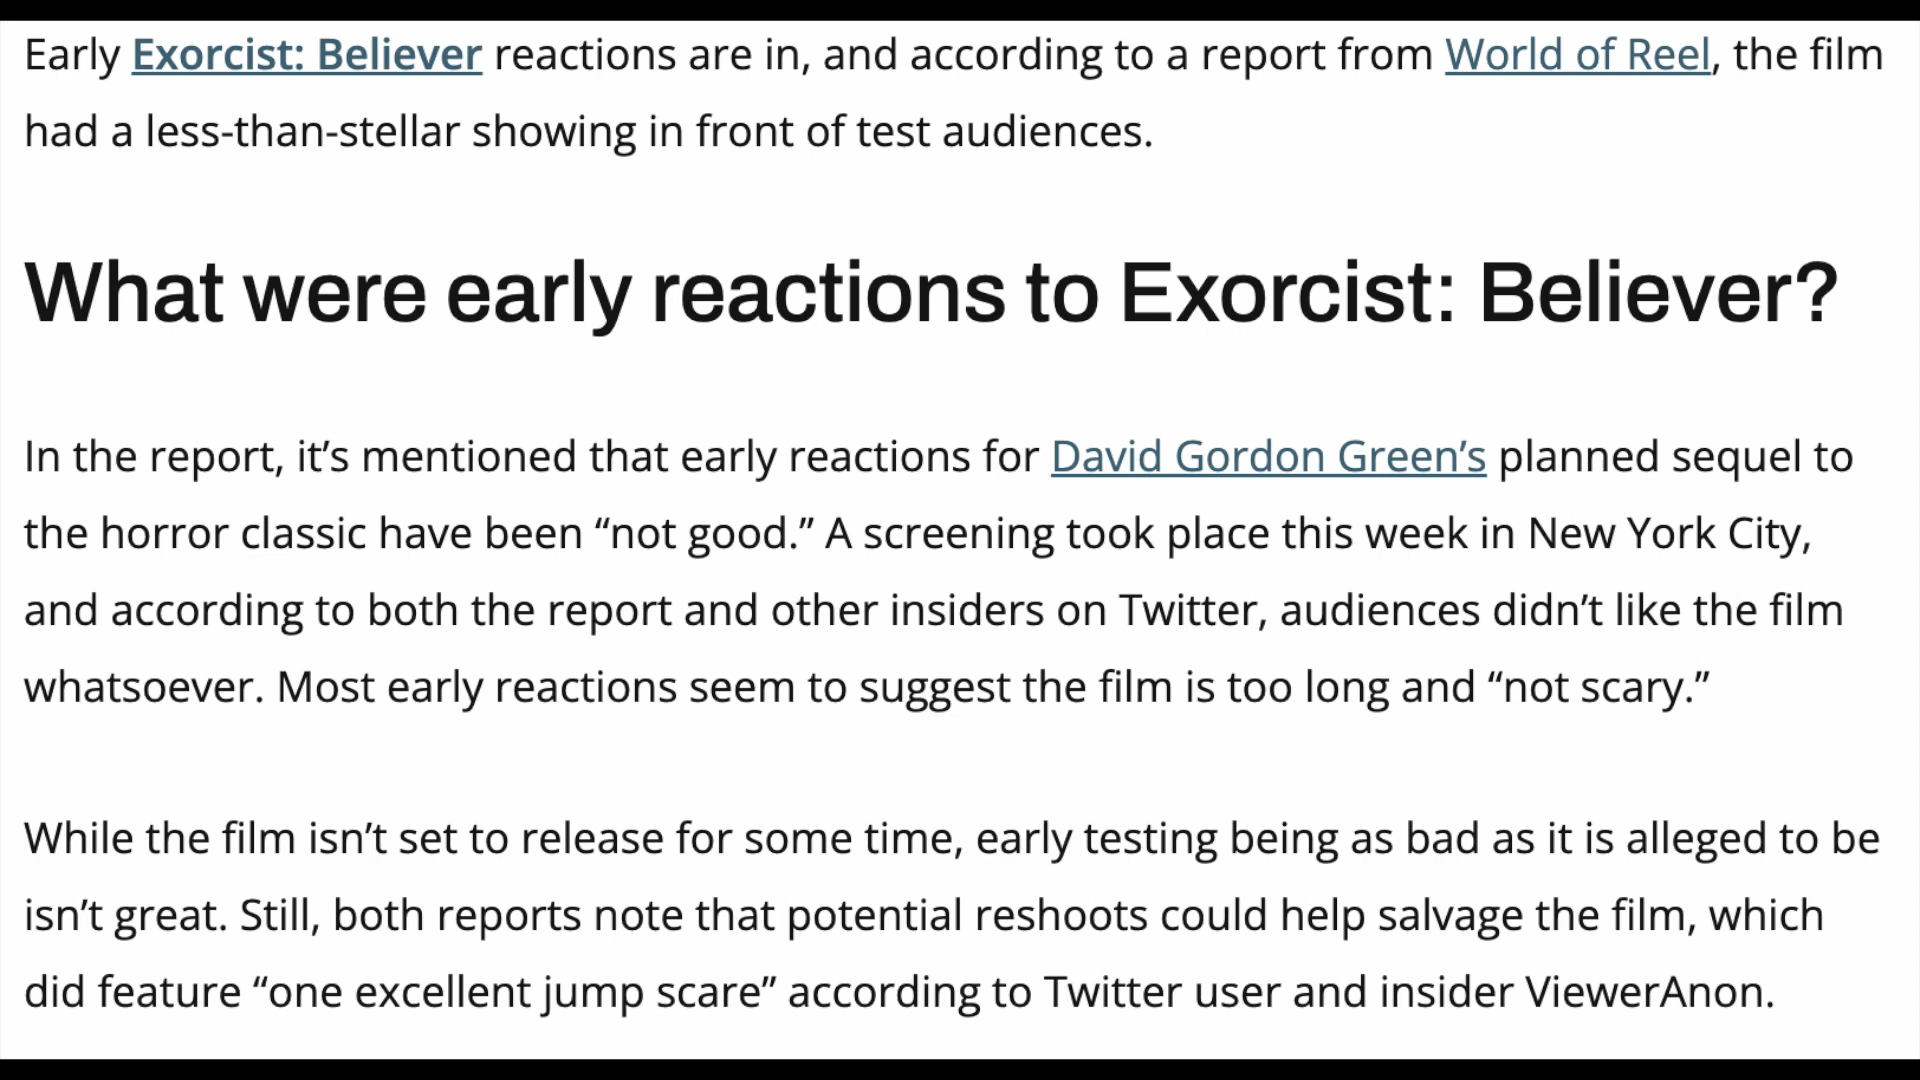 Early Exorcist: Believer reactions are in, and according to a report from World of Reel, the film
had a less-than-stellar showing in front of test audiences.
What were early reactions to Exorcist: Believer?
In the report, it’s mentioned that early reactions for David Gordon Green’s planned sequel to
the horror classic have been “not good.” A screening took place this week in New York City,
and according to both the report and other insiders on Twitter, audiences didn’t like the film
whatsoever. Most early reactions seem to suggest the film is too long and “not scary.”
While the film isn’t set to release for some time, early testing being as bad as it is alleged to be
isn’t great. Still, both reports note that potential reshoots could help salvage the film, which
did feature “one excellent jump scare” according to Twitter user and insider ViewerAnon.